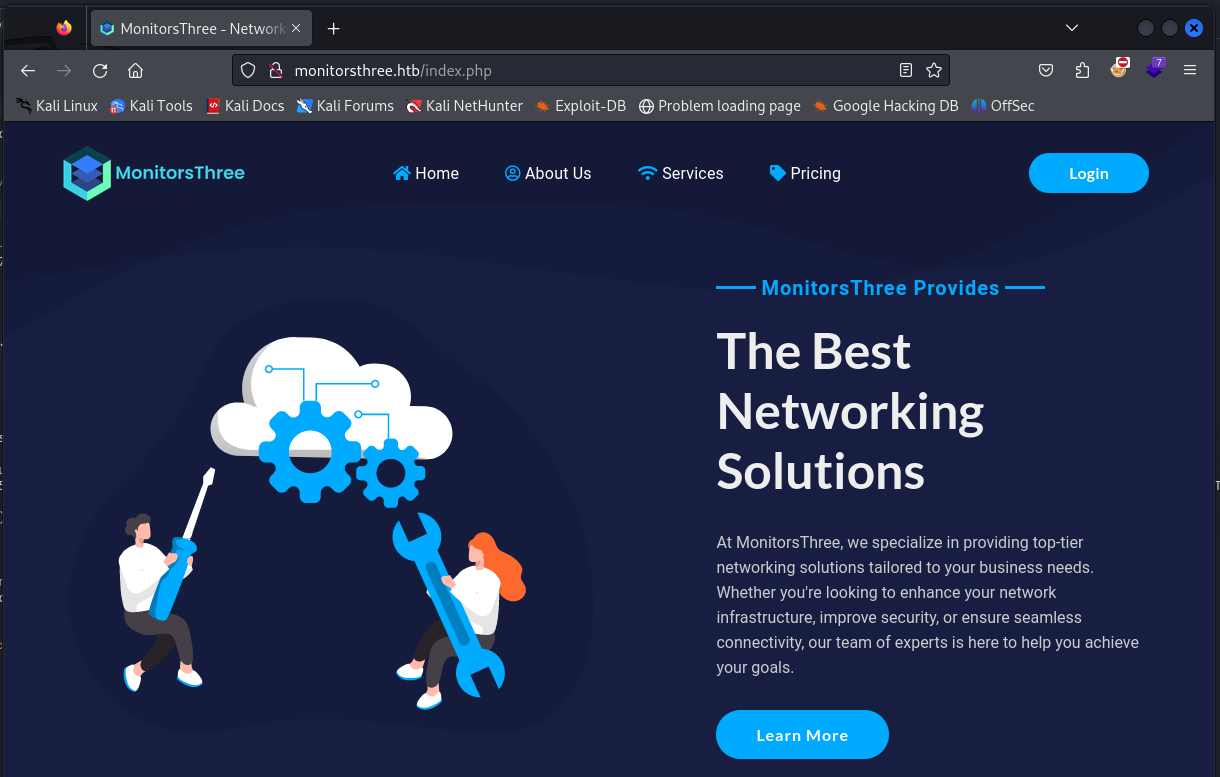 MonitorsThree - Network
monitorsthree.htb/index.php
7
Kali Linux Kali Tools Kali Docs Kali Forums Kali NetHunter Exploit-DB Problem loading page Google Hacking DB OffSec
MonitorsThree Home About Us Services Pricing Login
MonitorsThree Provides
The Best
Networking
Solutions
At MonitorsThree, we specialize in providing top-tier
networking solutions tailored to your business needs.
Whether you're looking to enhance your network
infrastructure, improve security, or ensure seamless
connectivity, our team of experts is here to help you achieve
your goals.
Learn More